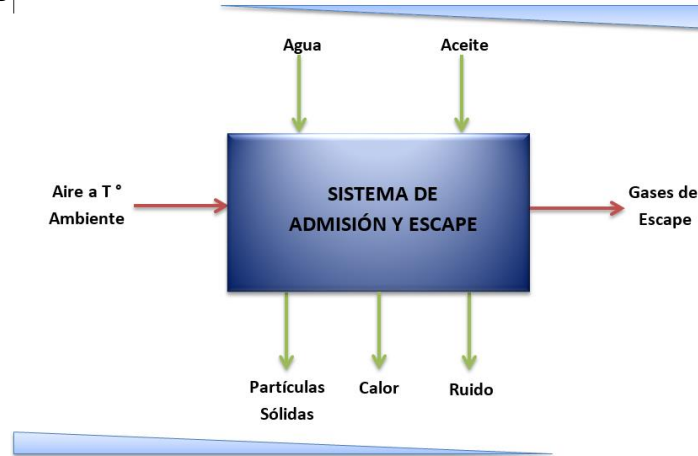 Agua
Aceite
Aire a T °
Ambiente
SISTEMA DE
ADMISIÓN Y ESCAPE
Gases de
Escape
Partículas
Sólidas
Calor
Ruido